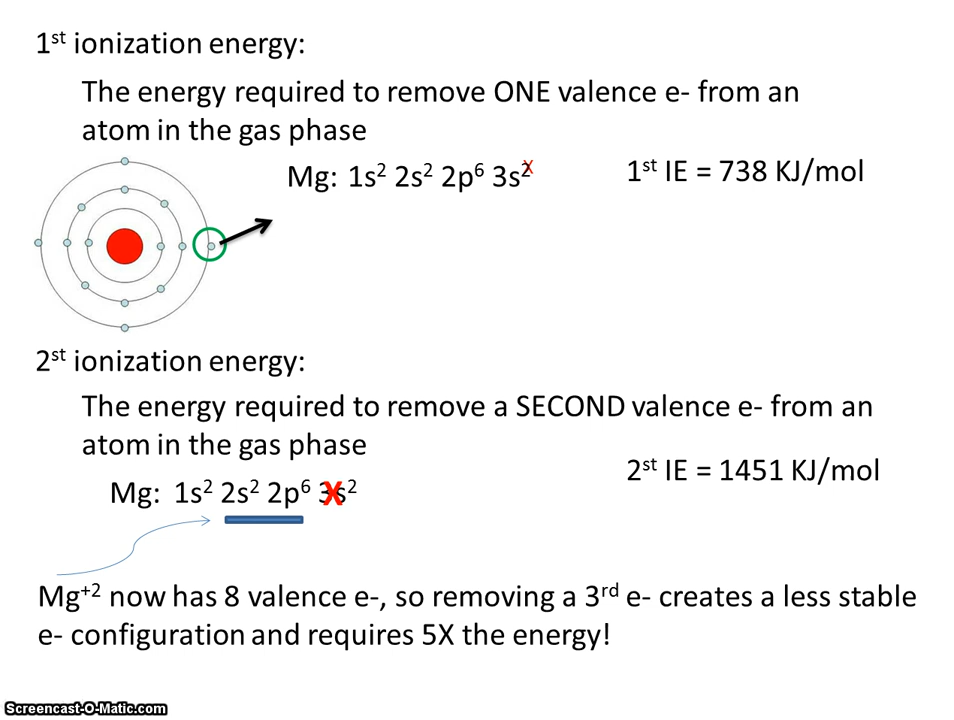 1st ionization energy:
The energy required to remove ONE valence e- from an
atom in the gas phase
Mg: 1s2 2s2 2p6 3s2 X
1st IE = 738 KJ/mol
2st ionization energy:
The energy required to remove a SECOND valence e- from an
atom in the gas phase
2st IE = 1451 KJ/mol
Mg: 1s2 2s2 2p6 3s2 X
Mg+2 now has 8 valence e-, so removing a 3rd e- creates a less stable
e- configuration and requires 5X the energy!
Screencast-O-Matic.com